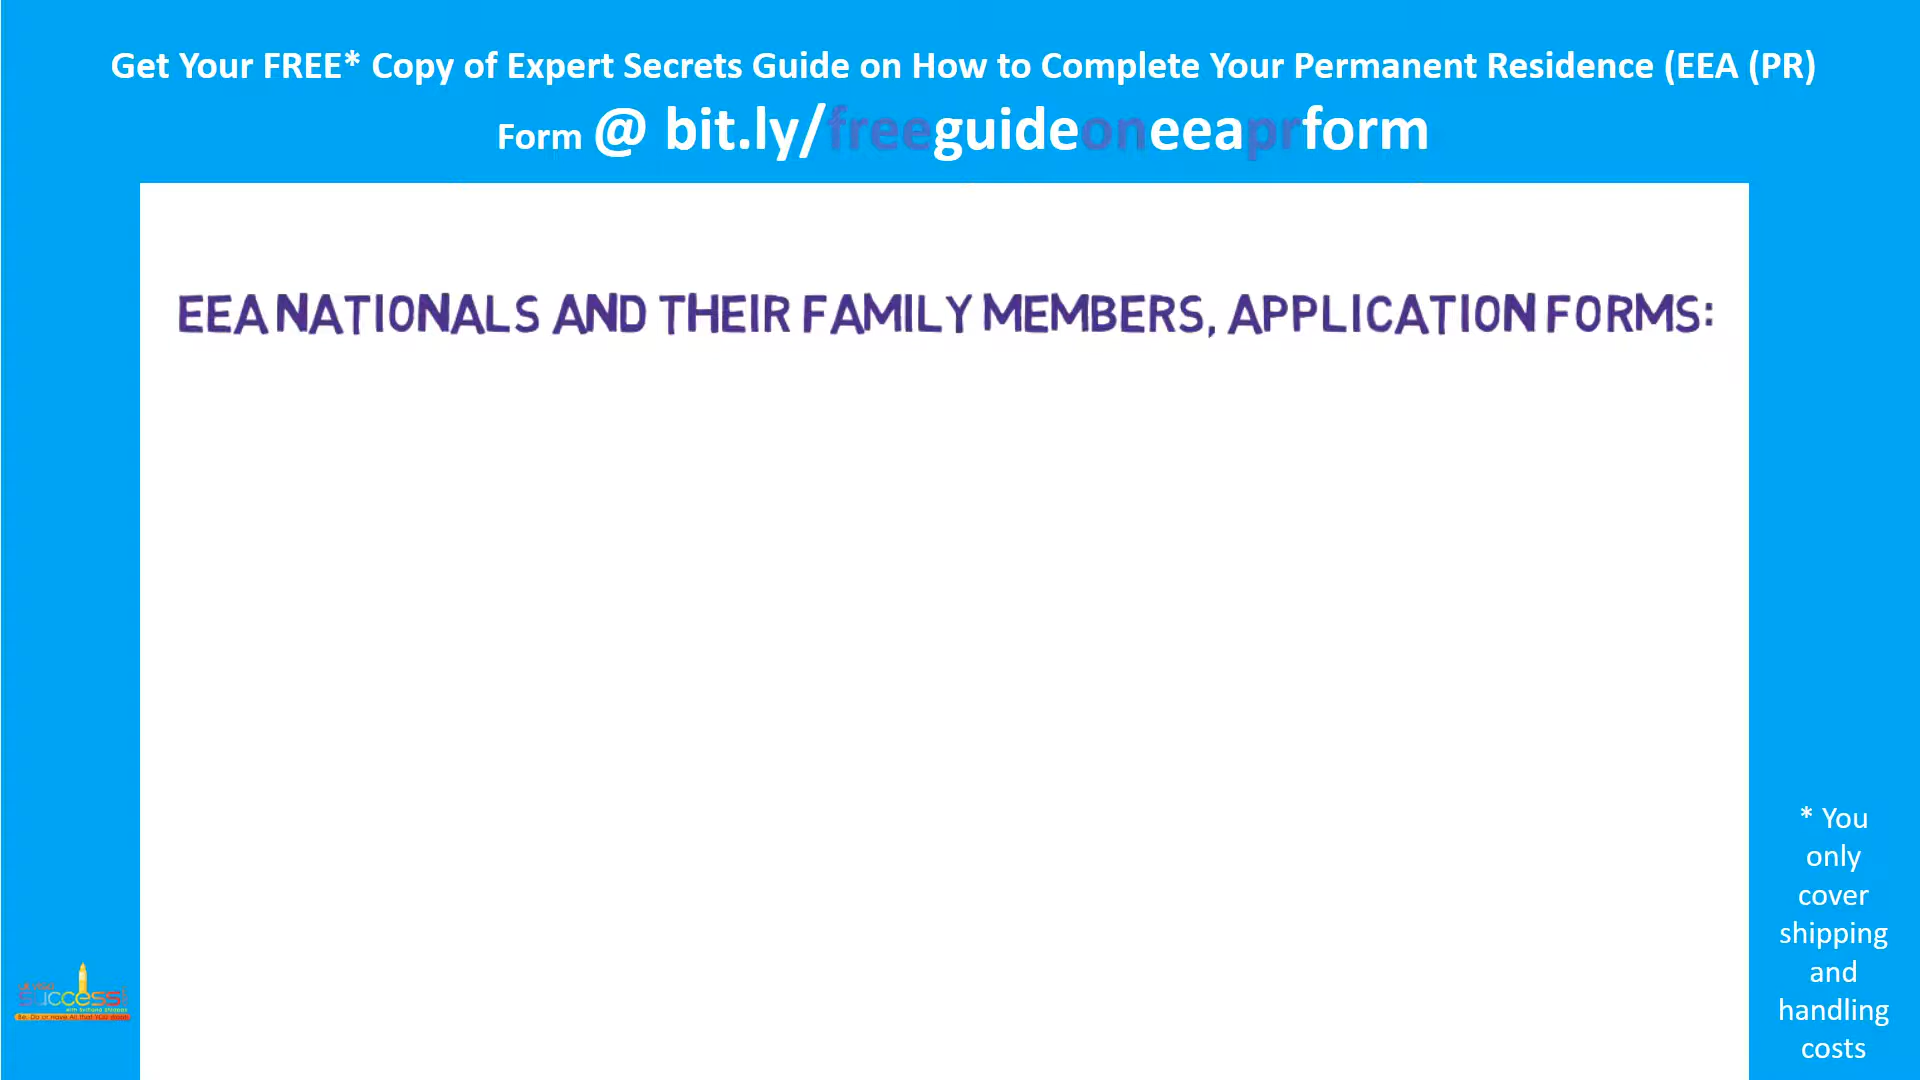 Get Your FREE* Copy of Expert Secrets Guide on How to Complete Your Permanent Residence (EEA (PR)
Form @ bit.ly/freeguideoneeaprform
EEA NATIONALS AND THEIR FAMILY MEMBERS, APPLICATION FORMS:
* You
only
cover
shipping
and
handling
costs
success